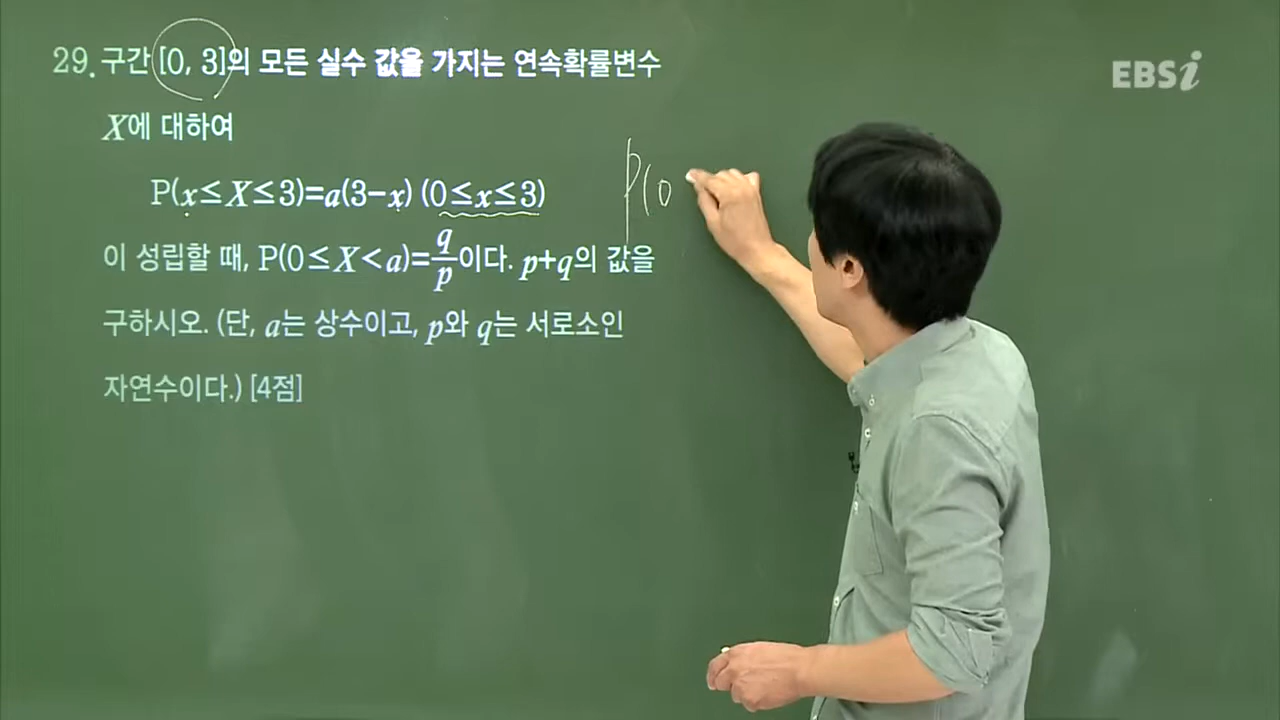 29. 구간 [0, 3]의 모든 실수 값을 가지는 연속확률변수
X에 대하여
P(x≤X≤3)=a(3-x) (0≤x≤3)
이 성립할 때, P(0≤X<a)=q/p이다. p+q의 값을
구하시오. (단, a는 상수이고, p와 q는 서로소인
자연수이다.) [4점]
P(0
EBSi